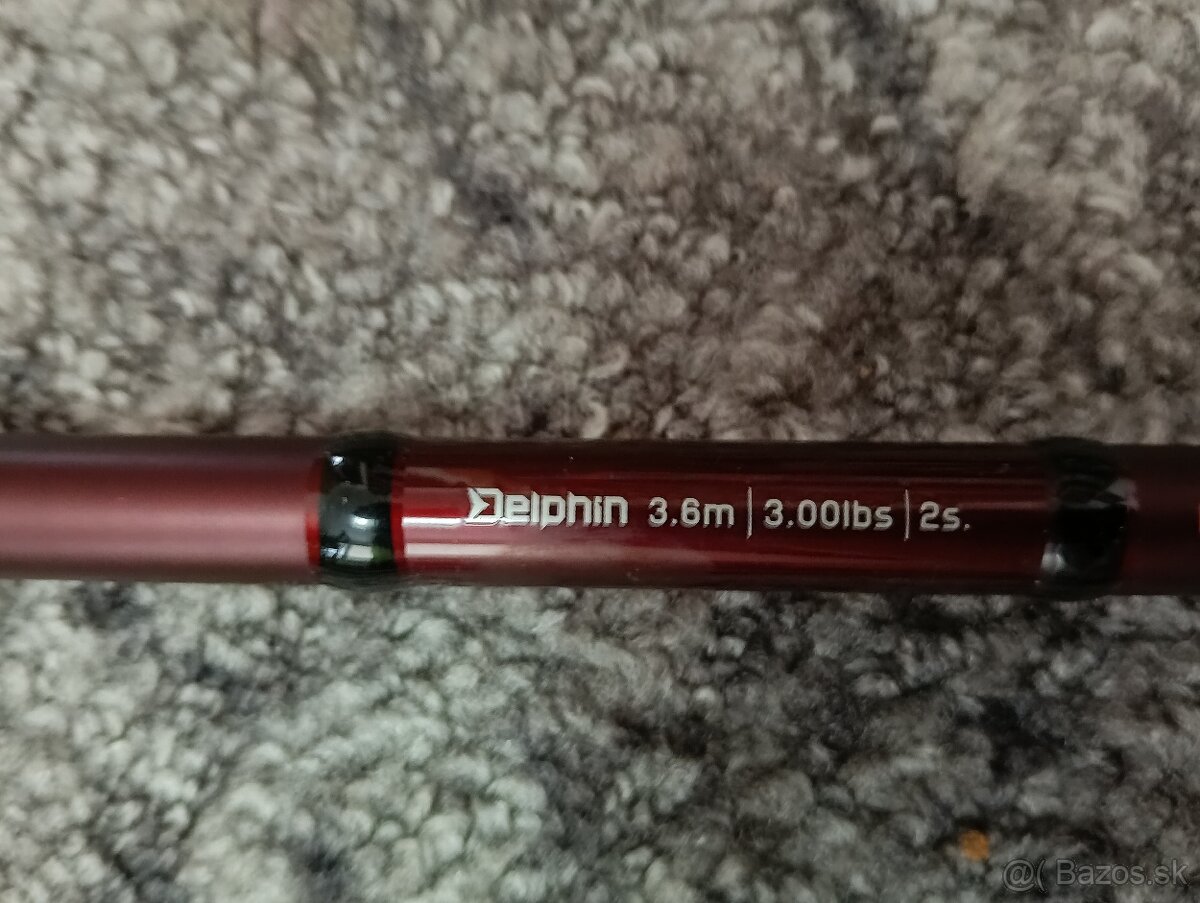 Delphin 3.6m | 3.00lbs | 2s.
@( Bazos.sk